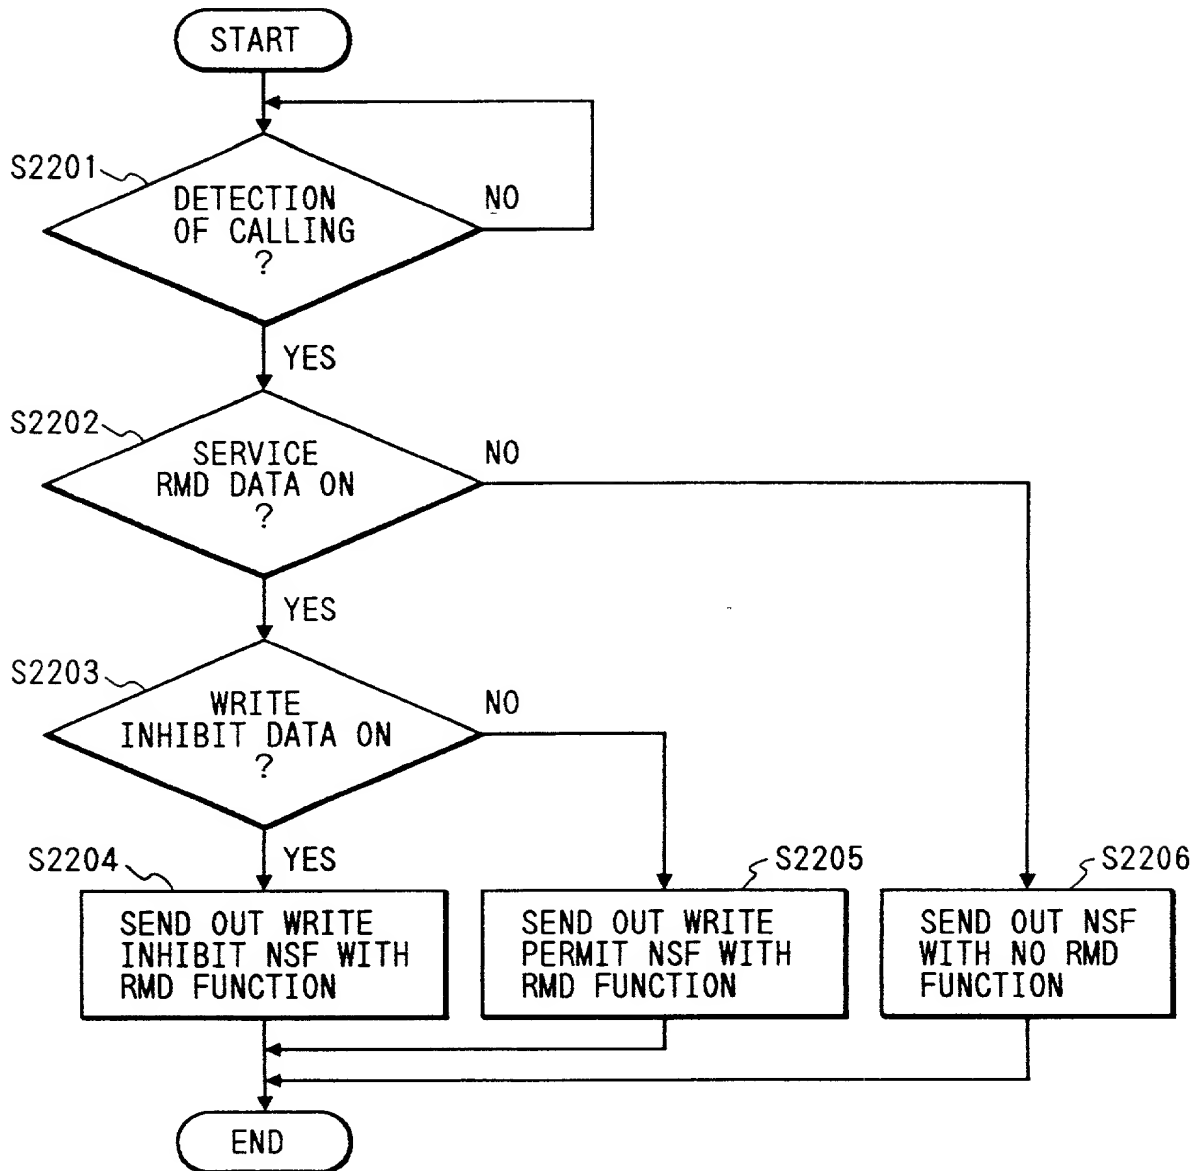 START
S2201
DETECTION
OF CALLING
?
NO
YES
S2202
SERVICE
RMD DATA ON
?
NO
YES
S2203
WRITE
INHIBIT DATA ON
?
NO
YES
S2204
SEND OUT WRITE
INHIBIT NSF WITH
RMD FUNCTION
S2205
SEND OUT WRITE
PERMIT NSF WITH
RMD FUNCTION
S2206
SEND OUT NSF
WITH NO RMD
FUNCTION
END